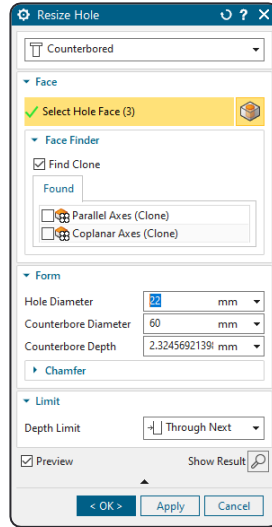 Resize Hole
Counterbored
Face
Select Hole Face (3)
Face Finder
Find Clone
Found
Parallel Axes (Clone)
Coplanar Axes (Clone)
Form
Hole Diameter 22 mm
Counterbore Diameter 60 mm
Counterbore Depth 2.3245692139 mm
Chamfer
Limit
Depth Limit Through Next
Preview Show Result
< OK > Apply Cancel